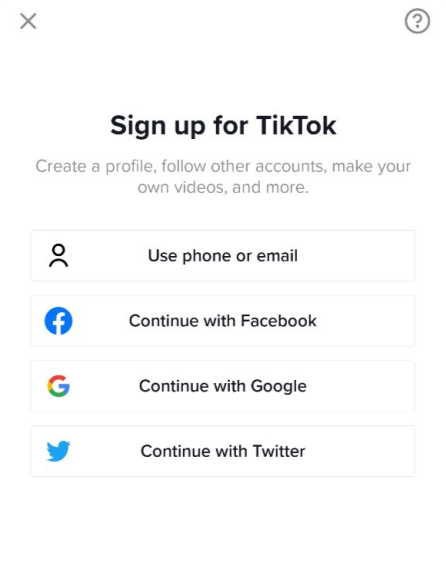 Sign up for TikTok
Create a profile, follow other accounts, make your
own videos, and more.
Use phone or email
Continue with Facebook
Continue with Google
Continue with Twitter